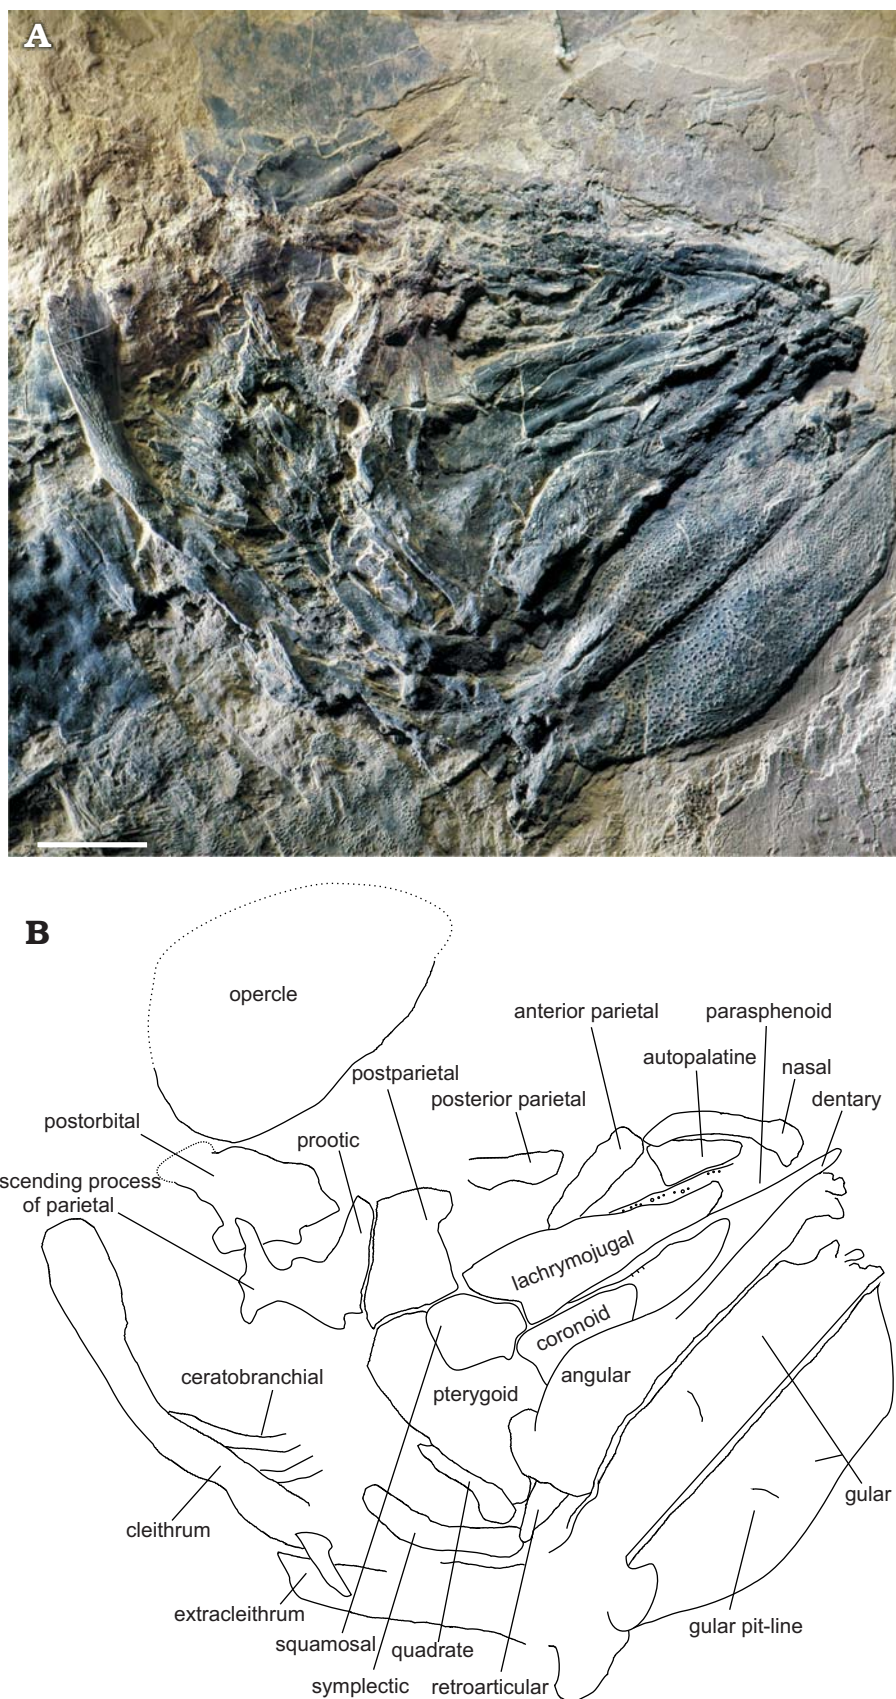 A
B
opercle
anterior parietal
parasphenoid
autopalatine
nasal
postparietal
posterior parietal
dentary
postorbital
prootic
scending process
of parietal
lachrymojugal
coronoid
ceratobranchial
pterygoid
angular
gular
cleithrum
extracleithrum
gular pit-line
squamosal
quadrate
symplectic
retroarticular